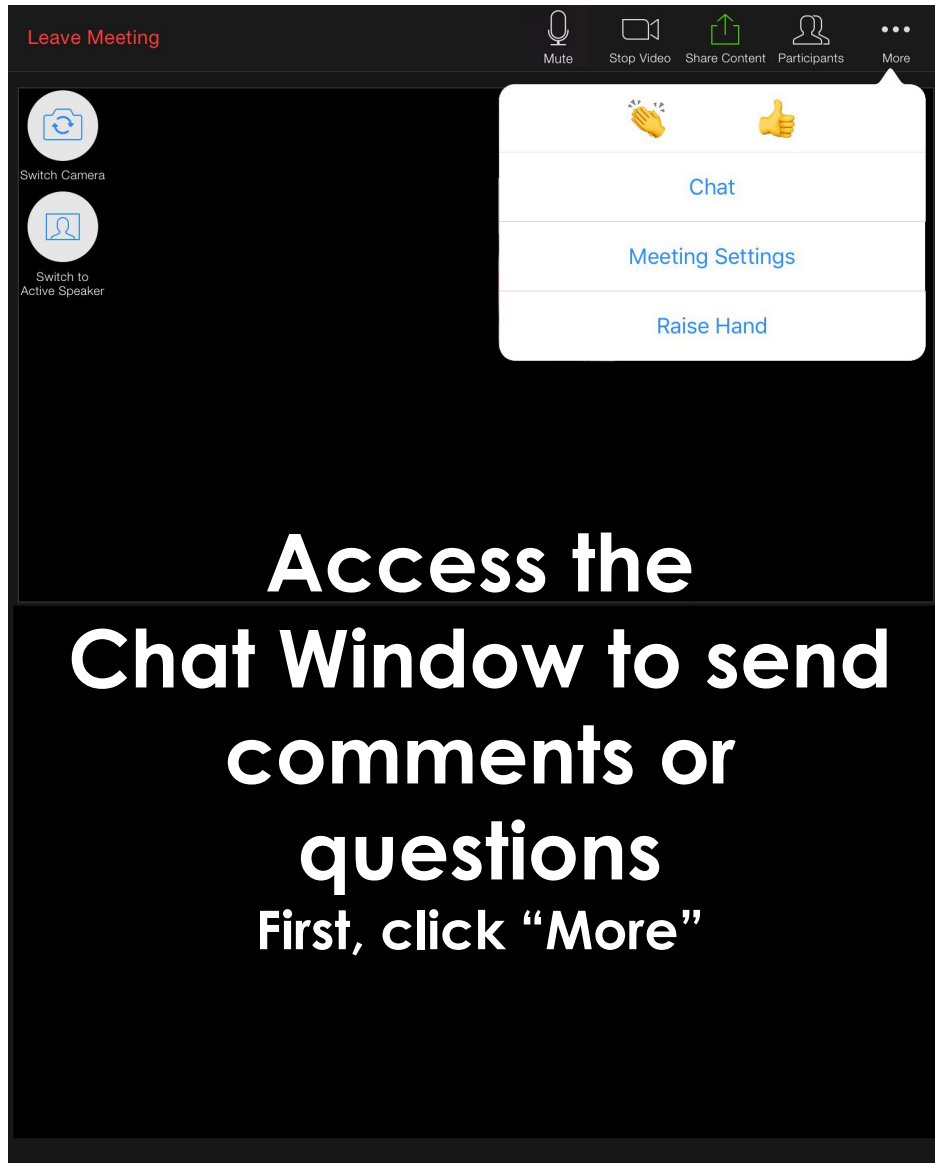 Leave Meeting
Mute
Stop Video
Share Content
Participants
More
Switch Camera
Switch to
Active Speaker
Chat
Meeting Settings
Raise Hand
Access the
Chat Window to send
comments or
questions
First, click “More”